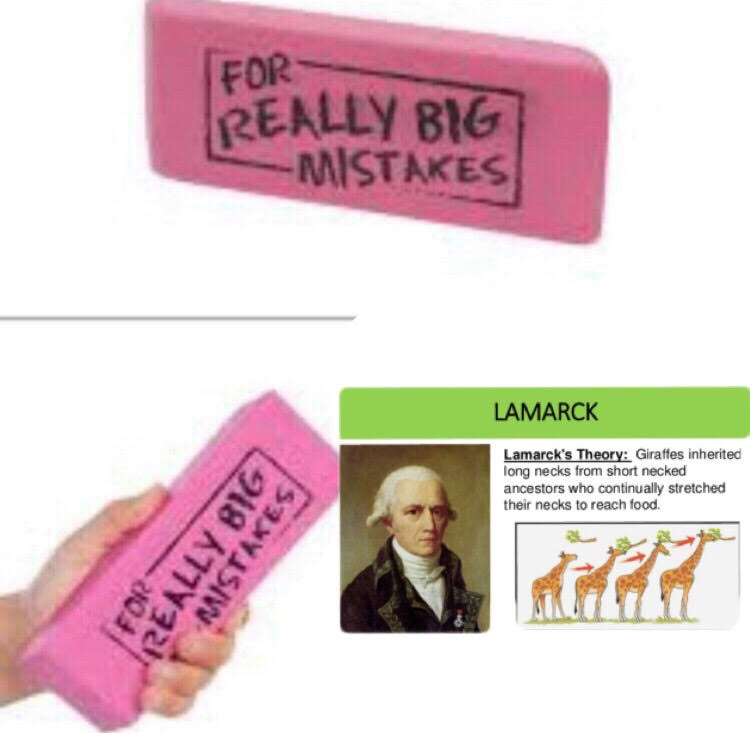 FOR
REALLY BIG
MISTAKES
FOR
REALLY BIG
MISTAKES
LAMARCK
Lamarck's Theory: Giraffes inherited
long necks from short necked
ancestors who continually stretched
their necks to reach food.